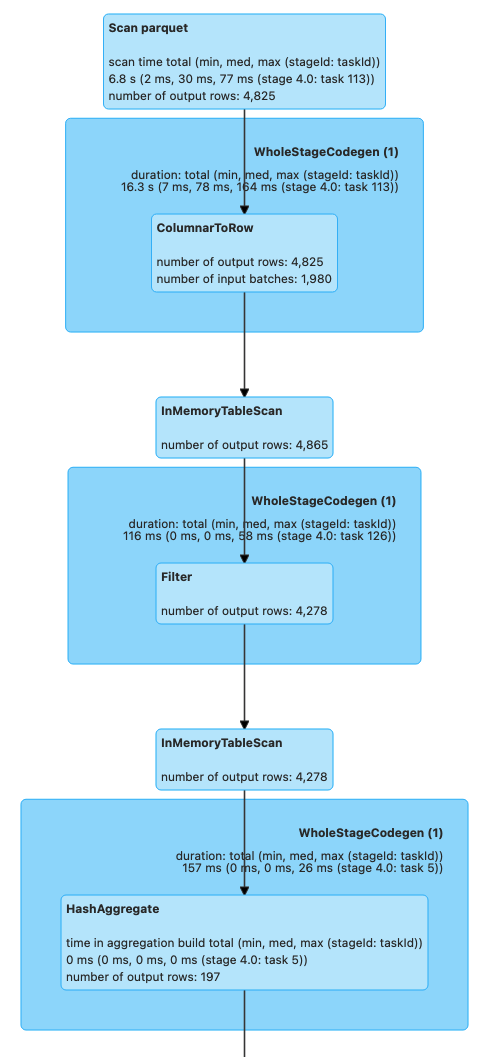 Scan parquet
scan time total (min, med, max (stageId: taskId))
6.8 s (2 ms, 30 ms, 77 ms (stage 4.0: task 113))
number of output rows: 4,825
WholeStageCodegen (1)
duration: total (min, med, max (stageId: taskId))
16.3 s (7 ms, 78 ms, 164 ms (stage 4.0: task 113))
ColumnarToRow
number of output rows: 4,825
number of input batches: 1,980
InMemoryTableScan
number of output rows: 4,865
WholeStageCodegen (1)
duration: total (min, med, max (stageId: taskId))
116 ms (0 ms, 0 ms, 58 ms (stage 4.0: task 126))
Filter
number of output rows: 4,278
InMemoryTableScan
number of output rows: 4,278
WholeStageCodegen (1)
duration: total (min, med, max (stageId: taskId))
157 ms (0 ms, 0 ms, 26 ms (stage 4.0: task 5))
HashAggregate
time in aggregation build total (min, med, max (stageId: taskId))
0 ms (0 ms, 0 ms, 0 ms (stage 4.0: task 5))
number of output rows: 197